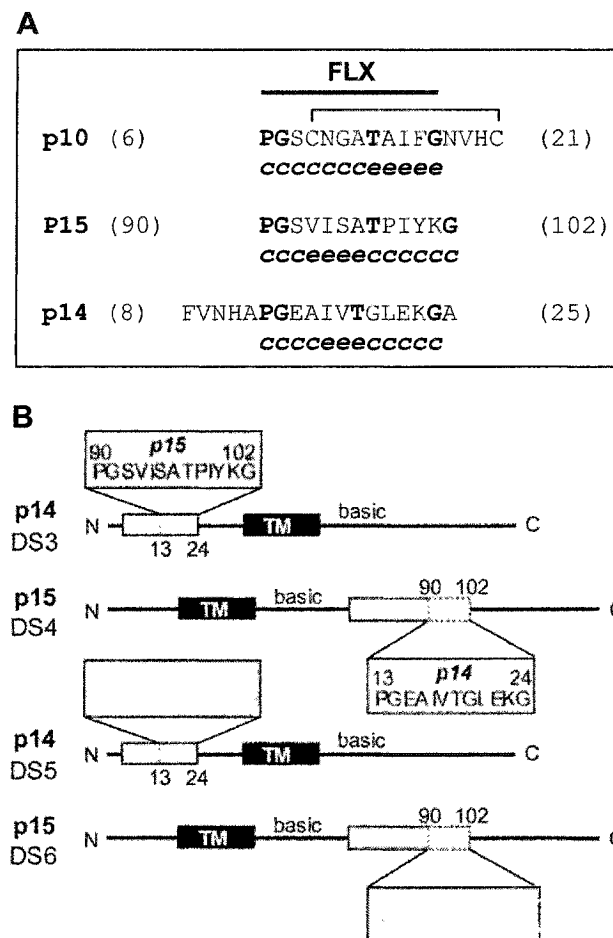 A
FLX
p10 (6) PGSCNGATAIFGNVHC (21)
ccccccceeeee
P15 (90) PGSVISATPIYKG (102)
ccceeeecccccc
p14 (8) FVNHAPGEAIVTGLEKGA (25)
cccceeeccccc
B
90 p15 102
PGSVISATPIYKG
p14 N TM basic C
DS3 13 24
p15 N TM basic 90 102
DS4
13 p14 24
PGEAIVTGLEKG
p14 N TM basic C
DS5 13 24
p15 N TM basic 90 102
DS6